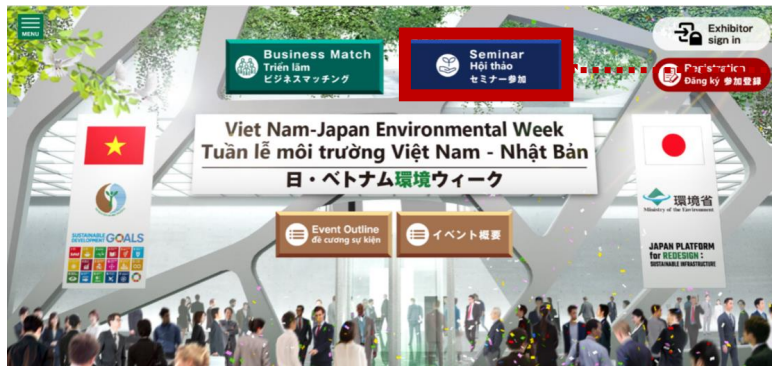 MENU
Business Match
Triển lãm
ビジネスマッチング
Seminar
Hội thảo
セミナー参加
Exhibitor
sign in
Đăng ký 参加登録
Viet Nam-Japan Environmental Week
Tuần lễ môi trường Việt Nam - Nhật Bản
日・ベトナム環境ウィーク
SUSTAINABLE
DEVELOPMENT GOALS
環境省
Ministry of the Environment
JAPAN PLATFORM
for REDESIGN :
SUSTAINABLE INFRASTRUCTURE
Event Outline
đề cương sự kiện
イベント概要